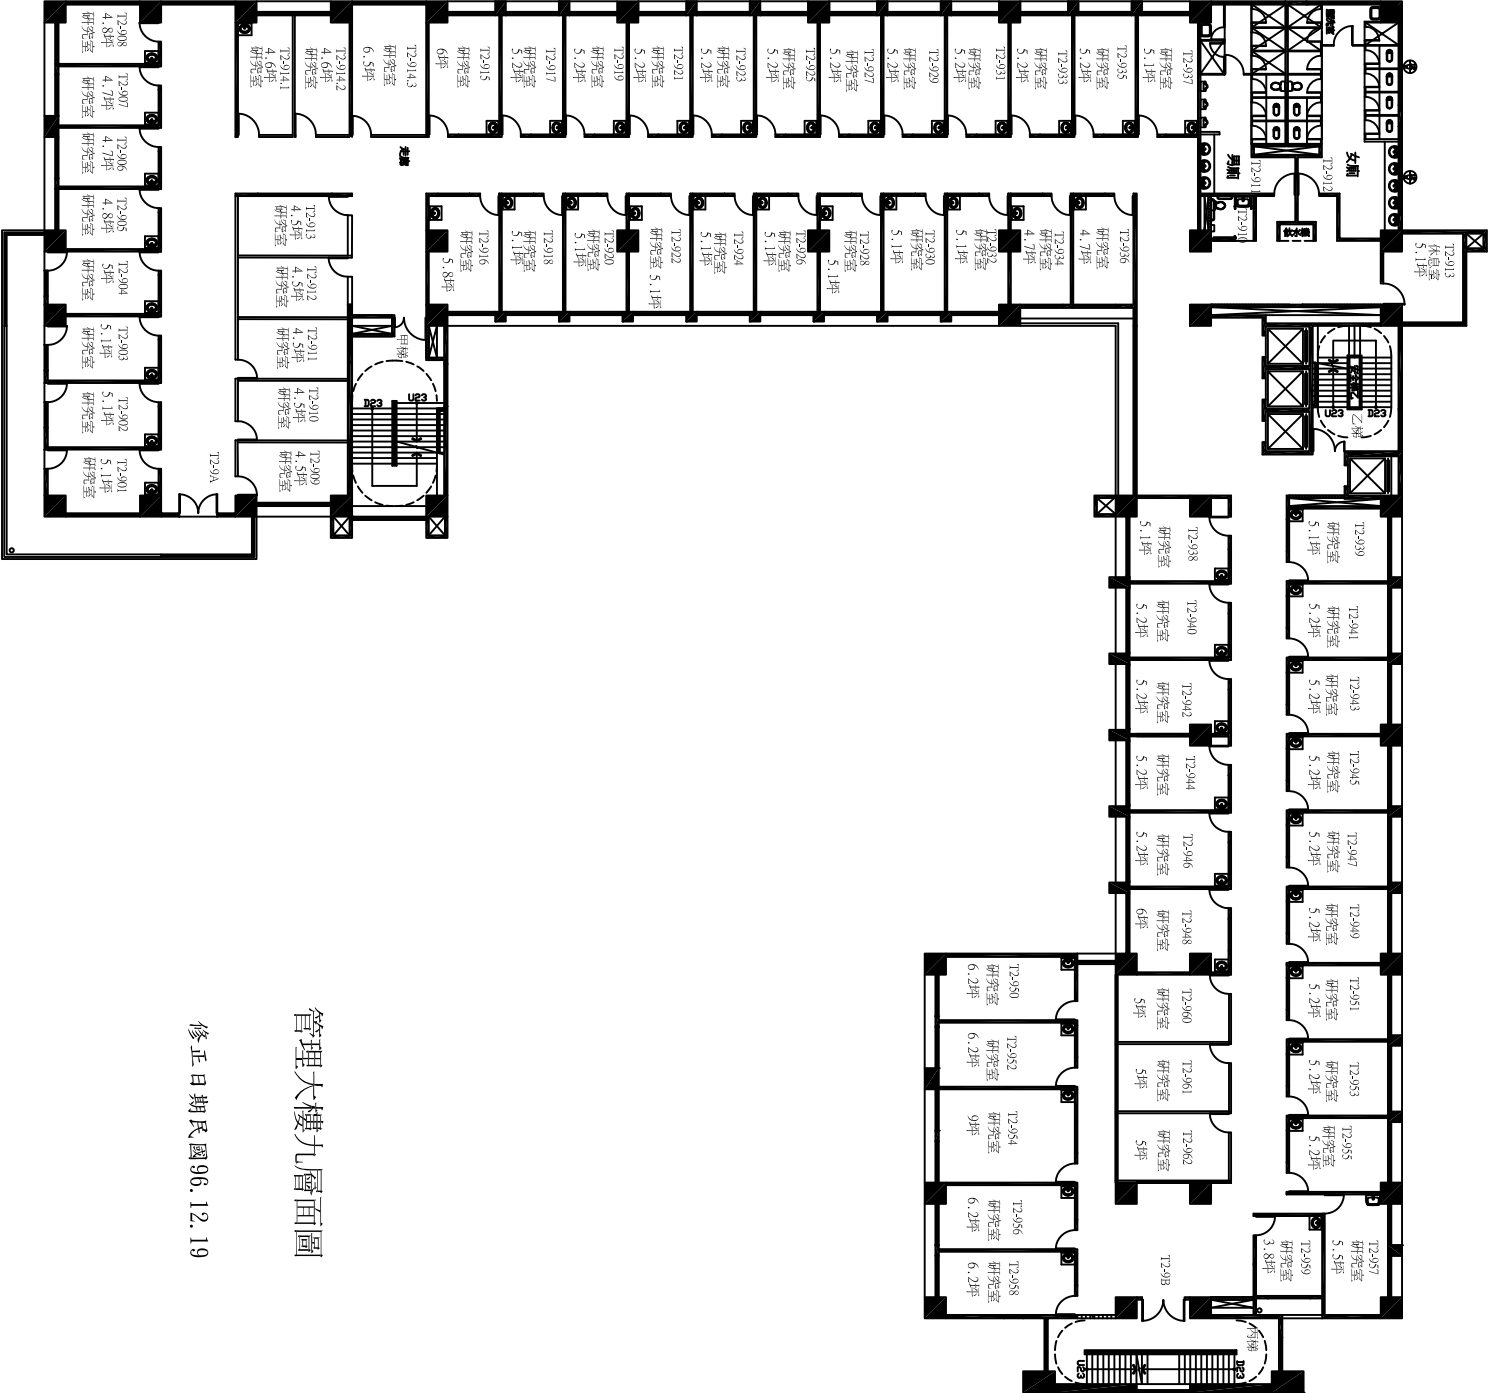 T2-908
4.8坪
研究室
T2-907
4.7坪
研究室
T2-906
4.7坪
研究室
T2-905
4.8坪
研究室
T2-904
5坪
研究室
T2-903
5.1坪
研究室
T2-902
5.1坪
研究室
T2-901
5.1坪
研究室
T2-9A
T2-914.1
研究室
4.6坪
T2-914.2
研究室
4.6坪
T2-914.3
研究室
6.5坪
T2-915
研究室
6坪
T2-917
研究室
5.2坪
T2-919
研究室
5.2坪
T2-921
研究室
5.2坪
T2-923
研究室
5.2坪
T2-925
研究室
5.2坪
T2-927
研究室
5.2坪
T2-929
研究室
5.2坪
T2-931
研究室
5.2坪
T2-933
研究室
5.2坪
T2-935
研究室
5.2坪
T2-937
研究室
5.1坪
走廊
男廁
T2-911
T2-912
女廁
T2-910
飲水機
T2-913
休息室
5.1坪
T2-913
4.5坪
研究室
T2-912
4.5坪
研究室
T2-911
4.5坪
研究室
T2-910
4.5坪
研究室
T2-909
4.5坪
研究室
甲梯
D23
U23
T2-916
研究室
5.8坪
T2-918
研究室
5.1坪
T2-920
研究室
5.1坪
T2-922
研究室 5.1坪
T2-924
研究室
5.1坪
T2-926
研究室
5.1坪
T2-928
研究室
5.1坪
T2-930
研究室
5.1坪
T2-932
研究室
5.1坪
T2-934
研究室
4.7坪
T2-936
研究室
4.7坪
U23
D23
乙梯
T2-938
研究室
5.1坪
T2-940
研究室
5.2坪
T2-942
研究室
5.2坪
T2-944
研究室
5.2坪
T2-946
研究室
5.2坪
T2-948
研究室
6坪
T2-939
研究室
5.1坪
T2-941
研究室
5.2坪
T2-943
研究室
5.2坪
T2-945
研究室
5.2坪
T2-947
研究室
5.2坪
T2-949
研究室
5.2坪
T2-951
研究室
5.2坪
T2-953
研究室
5.2坪
T2-955
研究室
5.2坪
T2-957
研究室
5.5坪
T2-959
研究室
3.8坪
T2-960
研究室
5坪
T2-961
研究室
5坪
T2-962
研究室
5坪
T2-950
研究室
6.2坪
T2-952
研究室
6.2坪
T2-954
研究室
9坪
T2-956
研究室
6.2坪
T2-958
研究室
6.2坪
T2-9B
丙梯
U23
D23
管理大樓九層面圖
修正日期民國96.12.19